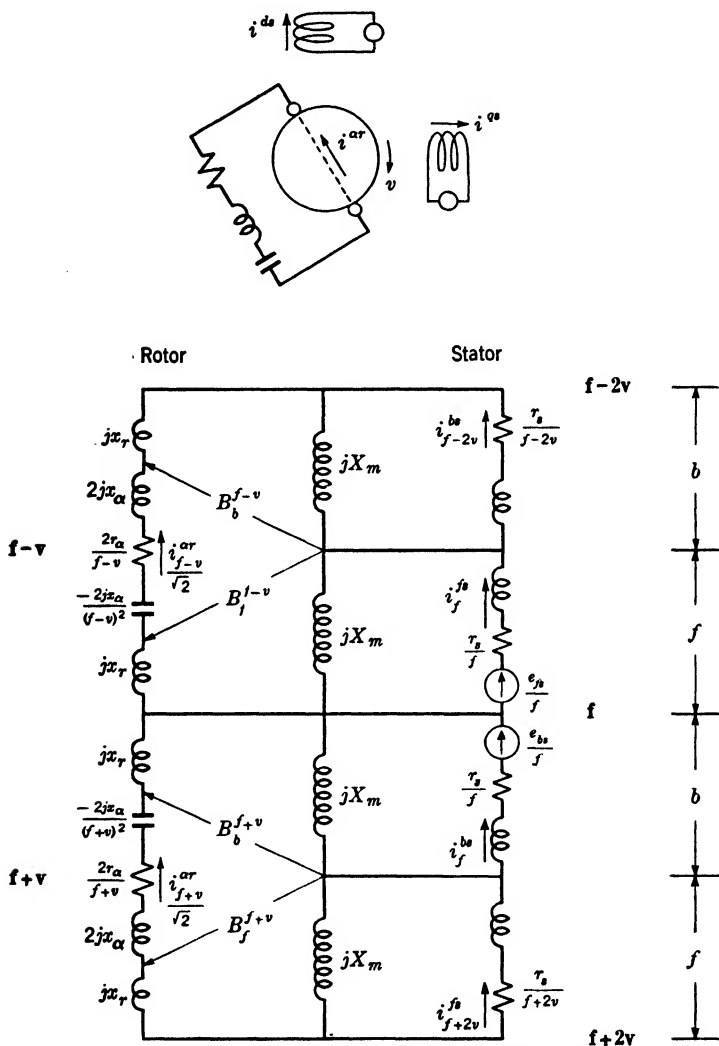 i^{ds}
i^{αr}
i^{qs}
v
Rotor Stator
f-2v
jx_r
i^{bs}_{f-2v} r_s/(f-2v)
2jx_α jX_m b
B_b^{f-v}
f-v 2r_α/(f-v) i^{αr}_{f-v}/√2
B_f^{f-v}
-2jx_α/(f-v)^2 i^{fs}_f
jX_m r_s/f f
jx_r
e_{fs}/f
f
e_{bs}/f
jx_r
r_s/f
-2jx_α/(f+v)^2 jX_m b
B_b^{f+v} i^{bs}_f
f+v 2r_α/(f+v) i^{αr}_{f+v}/√2
2jx_α B_f^{f+v}
jX_m f
jx_r i^{fs}_{f+2v} r_s/(f+2v)
f+2v